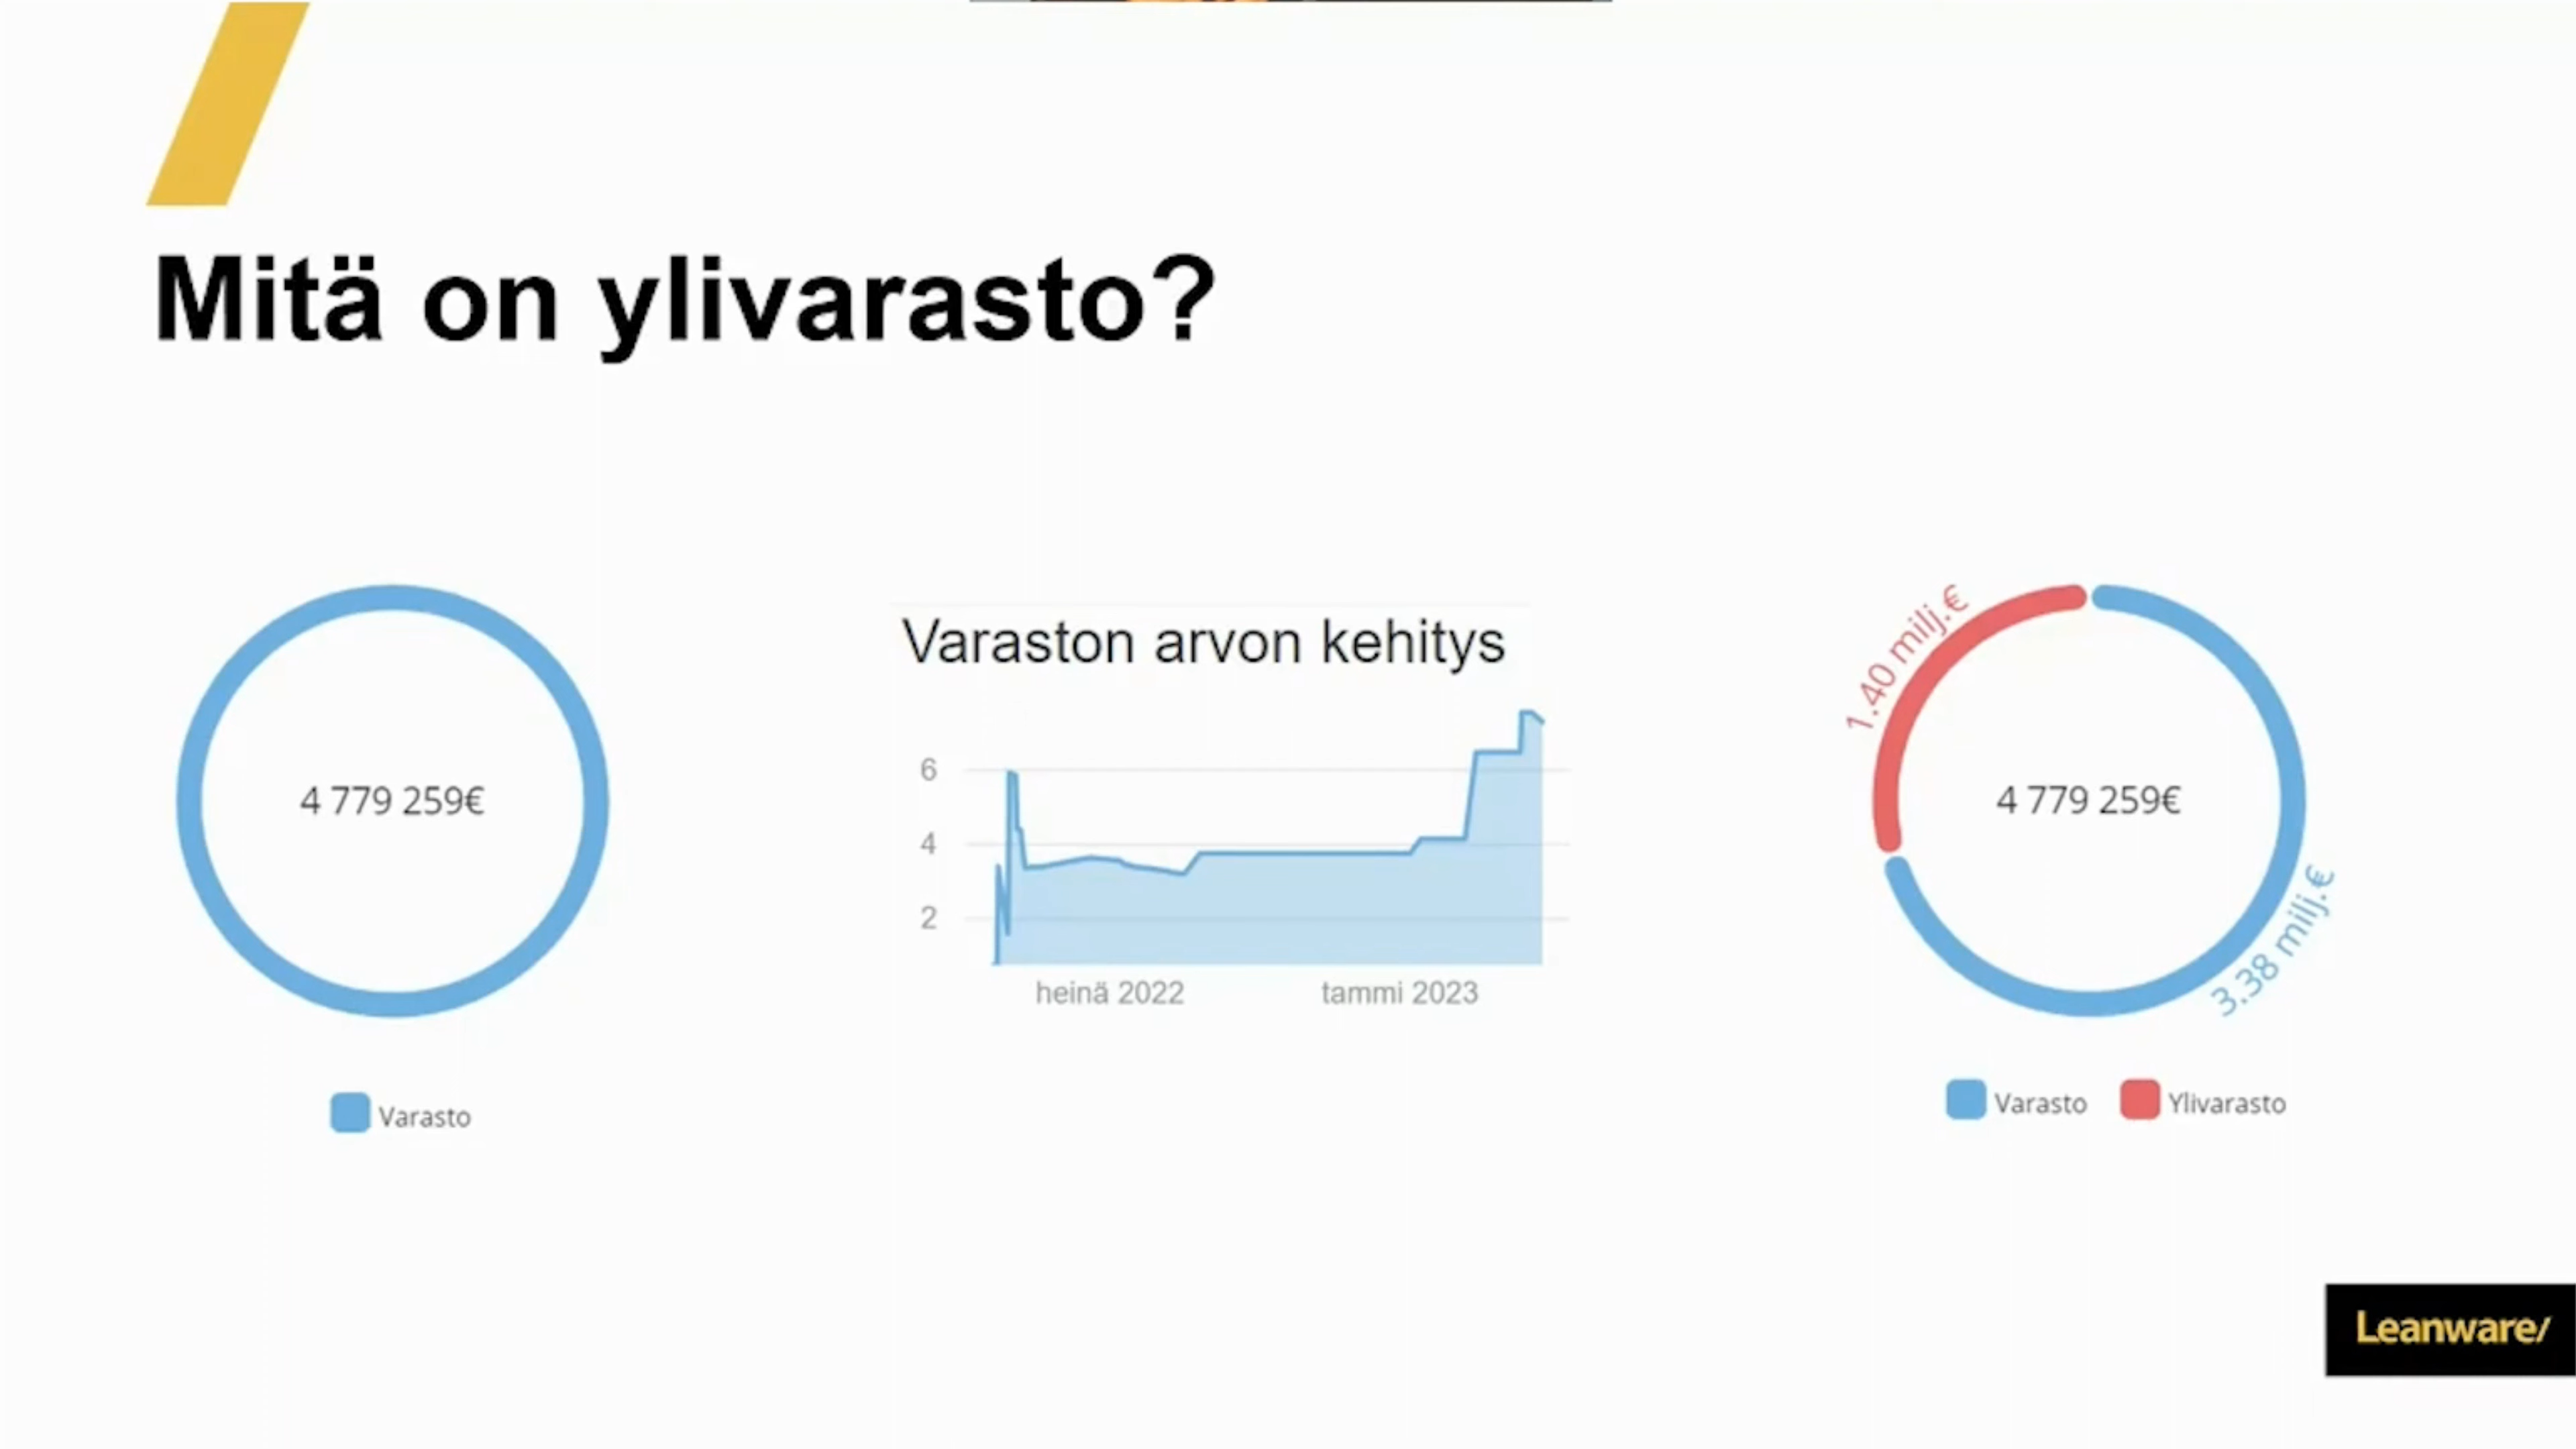 Mitä on ylivarasto?
4 779 259€
Varasto
Varaston arvon kehitys
6
4
2
heinä 2022
tammi 2023
1.40 milj.€
4 779 259€
3.38 milj.€
Varasto
Ylivarasto
Leanware/